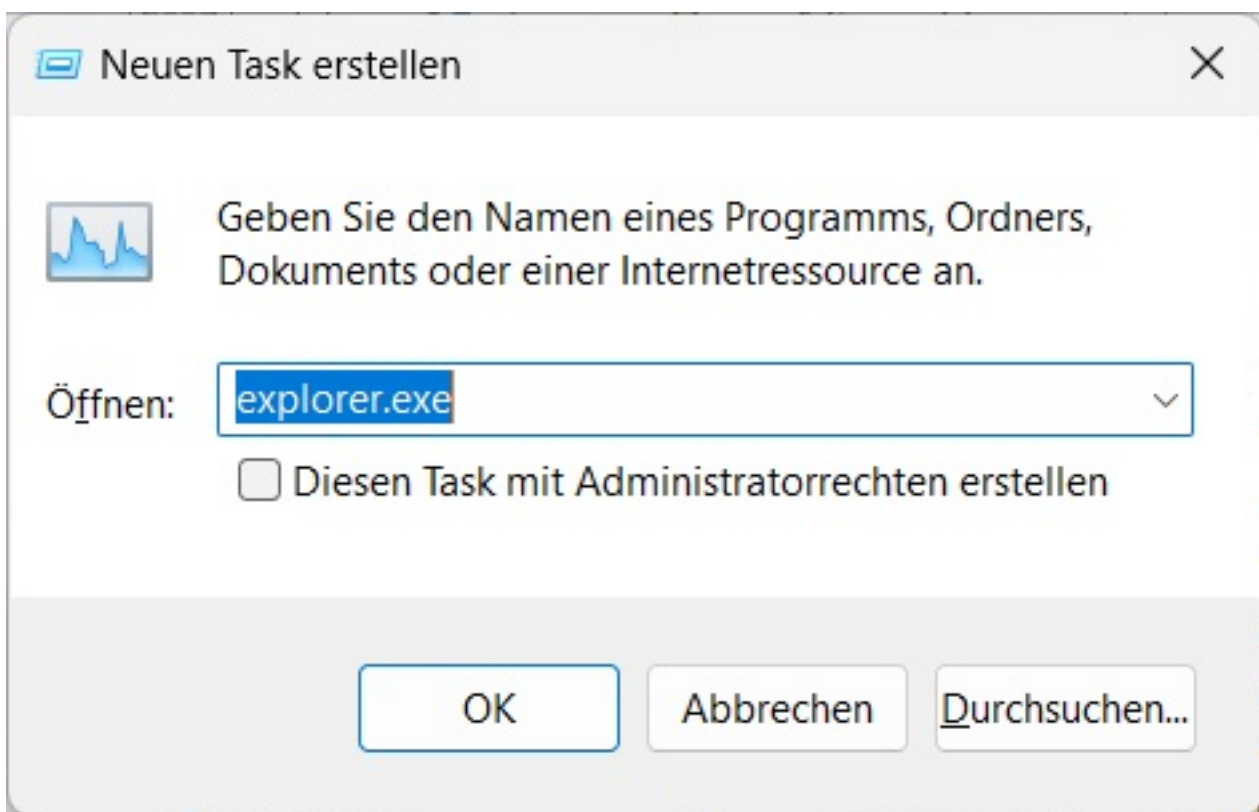 Neuen Task erstellen
Geben Sie den Namen eines Programms, Ordners,
Dokuments oder einer Internetressource an.
Öffnen: explorer.exe
Diesen Task mit Administratorrechten erstellen
OK Abbrechen Durchsuchen...